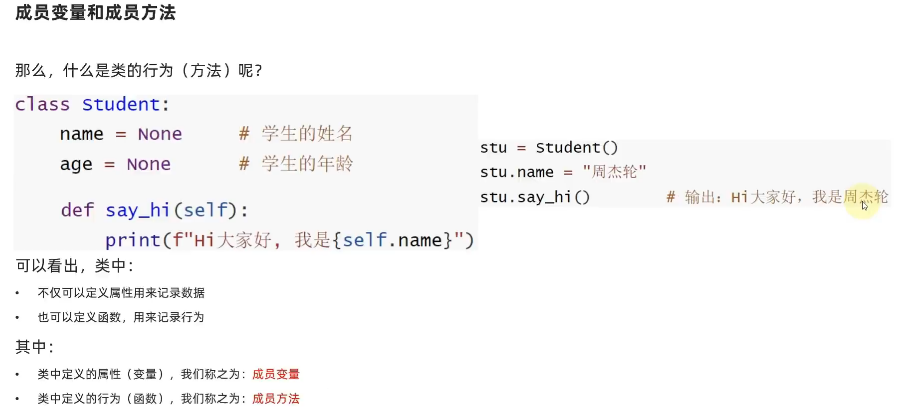 成员变量和成员方法
那么，什么是类的行为（方法）呢？
class Student:
    name = None     # 学生的姓名
    age = None      # 学生的年龄
    def say_hi(self):
        print(f"Hi大家好，我是{self.name}")
stu = Student()
stu.name = "周杰轮"
stu.say_hi()        # 输出：Hi大家好，我是周杰轮
可以看出，类中：
• 不仅可以定义属性用来记录数据
• 也可以定义函数，用来记录行为
其中：
• 类中定义的属性（变量），我们称之为：成员变量
• 类中定义的行为（函数），我们称之为：成员方法